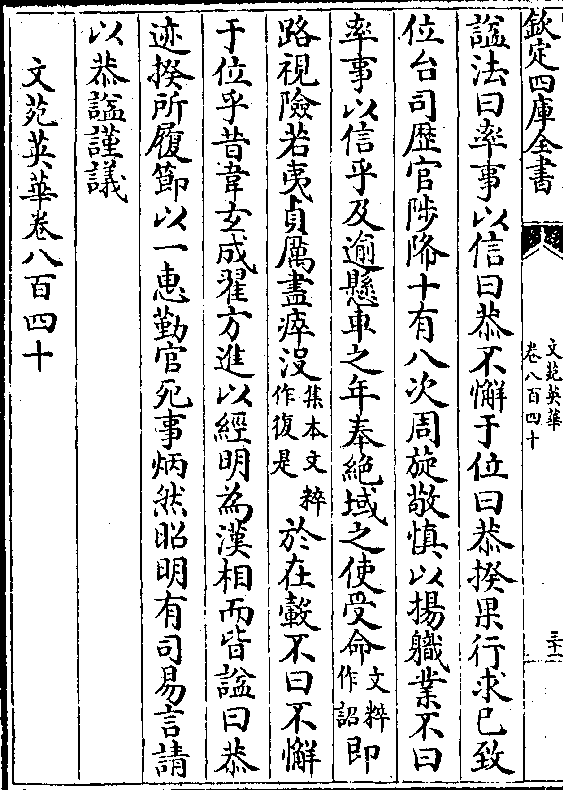 欽定四庫全書
文苑英華
卷八百四十
三十二
諡法曰率事以信曰恭不懈于位曰恭揆果行求已致
位台司歴官陟降十有八次周旋敬慎以揚職業不曰
率事以信乎及逾懸車之年奉絶域之使受命文粹作詔即
路視險若夷貞厲盡瘁没集本文粹作復是於在轂不曰不懈
于位乎昔韋玄成翟方進以經明為漢相而皆諡曰恭
迹揆所履節以一惠勤官死事炳然昭明有司易言請
以恭諡謹議
文苑英華卷八百四十